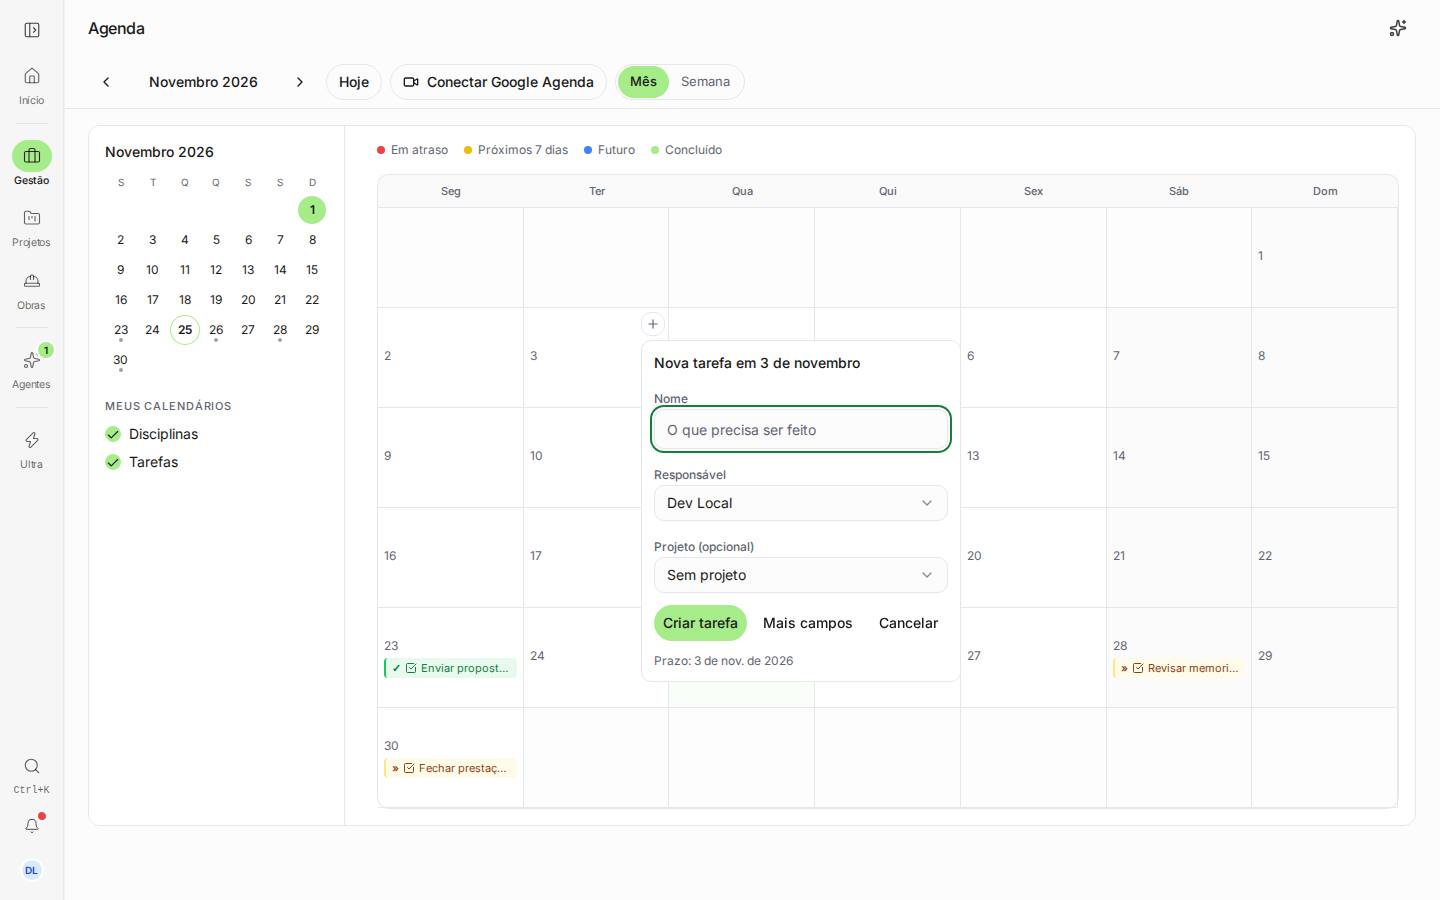 Agenda
Novembro 2026
Hoje
Conectar Google Agenda
Mês
Semana
Início
Gestão
Projetos
Obras
1
Agentes
Ultra
Ctrl+K
DL
Novembro 2026
S T Q Q S S D
1
2 3 4 5 6 7 8
9 10 11 12 13 14 15
16 17 18 19 20 21 22
23 24 25 26 27 28 29
30
MEUS CALENDÁRIOS
Disciplinas
Tarefas
Em atraso Próximos 7 dias Futuro Concluído
Seg Ter Qua Qui Sex Sáb Dom
1
2 3 6 7 8
9 10 13 14 15
16 17 20 21 22
23 24 27 28 29
✓ Enviar propost...
» Revisar memori...
30
» Fechar prestaç...
Nova tarefa em 3 de novembro
Nome
O que precisa ser feito
Responsável
Dev Local
Projeto (opcional)
Sem projeto
Criar tarefa Mais campos Cancelar
Prazo: 3 de nov. de 2026